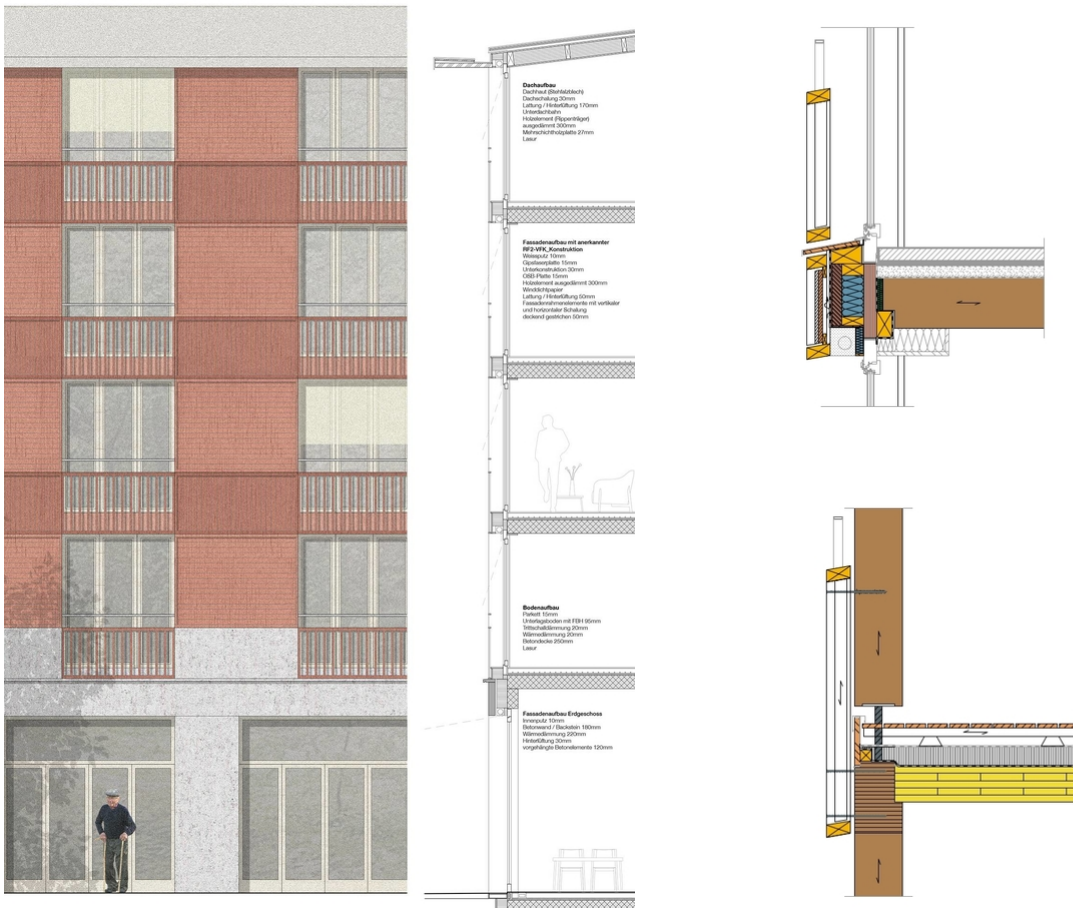 Dachaufbau
Dachhaut (Stehfalzblech)
Dachschalung 30mm
Lattung / Hinterlüftung 170mm
Unterdachbahn
Holzelement (Rippenträger)
ausgedämmt 300mm
Mehrschichtholzplatte 27mm
Lasur
Fassadenaufbau mit anerkannter
RF2-VFK_Konstruktion
Weissputz 10mm
Gipsfaserplatte 15mm
Unterkonstruktion 30mm
OSB-Platte 15mm
Holzelement ausgedämmt 300mm
Winddichtpapier
Lattung / Hinterlüftung 50mm
Fassadenrahmenelemente mit vertikaler
und horizontaler Schalung
deckend gestrichen 50mm
Bodenaufbau
Parkett 15mm
Unterlagsboden mit FBH 95mm
Trittschalldämmung 20mm
Wärmedämmung 20mm
Betondecke 250mm
Lasur
Fassadenaufbau Erdgeschoss
Innenputz 10mm
Betonwand / Backstein 180mm
Wärmedämmung 220mm
Hinterlüftung 30mm
vorgehängte Betonelemente 120mm